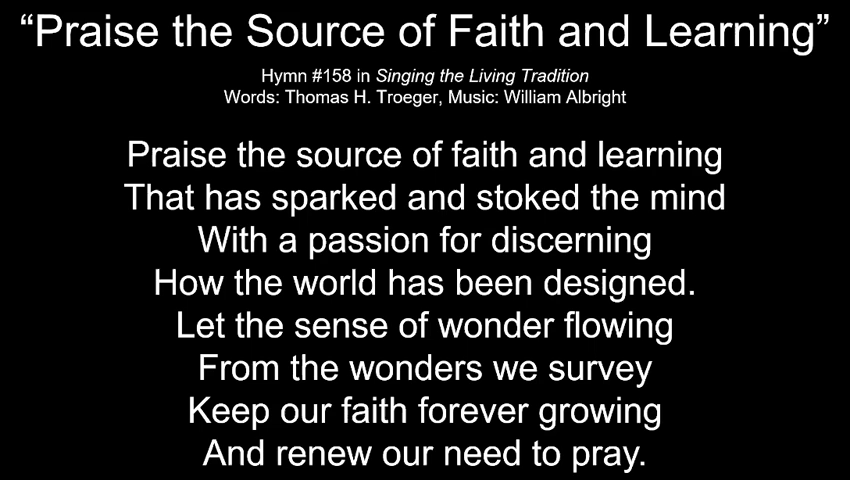 “Praise the Source of Faith and Learning”
Hymn #158 in Singing the Living Tradition
Words: Thomas H. Troeger, Music: William Albright
Praise the source of faith and learning
That has sparked and stoked the mind
With a passion for discerning
How the world has been designed.
Let the sense of wonder flowing
From the wonders we survey
Keep our faith forever growing
And renew our need to pray.